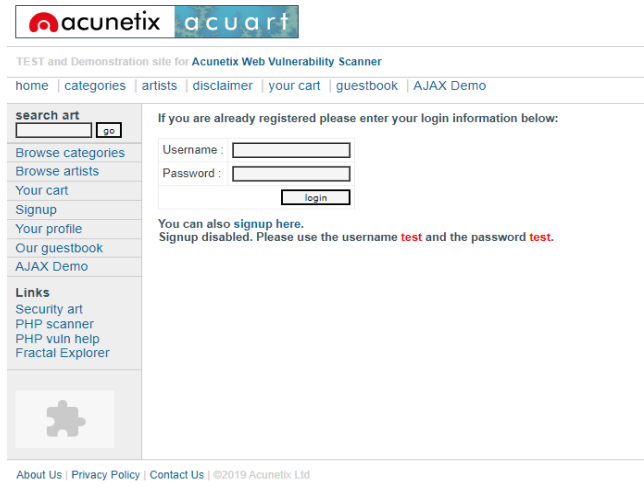 acunetix acuart
TEST and Demonstration site for Acunetix Web Vulnerability Scanner
home | categories | artists | disclaimer | your cart | guestbook | AJAX Demo
search art
go
Browse categories
Browse artists
Your cart
Signup
Your profile
Our guestbook
AJAX Demo
Links
Security art
PHP scanner
PHP vuln help
Fractal Explorer
If you are already registered please enter your login information below:
Username :
Password :
login
You can also signup here.
Signup disabled. Please use the username test and the password test.
About Us | Privacy Policy | Contact Us | ©2019 Acunetix Ltd